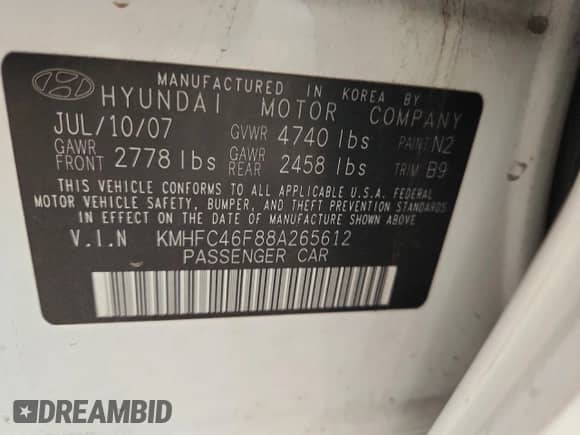 MANUFACTURED IN KOREA BY
HYUNDAI MOTOR COMPANY
JUL/10/07 GVWR 4740 lbs PAINT N2
GAWR FRONT 2778 lbs GAWR REAR 2458 lbs TRIM B9
THIS VEHICLE CONFORMS TO ALL APPLICABLE U.S.A. FEDERAL
MOTOR VEHICLE SAFETY, BUMPER, AND THEFT PREVENTION STANDARDS
IN EFFECT ON THE DATE OF MANUFACTURE SHOWN ABOVE
V.I.N KMHFC46F88A265612
PASSENGER CAR
DREAMBID